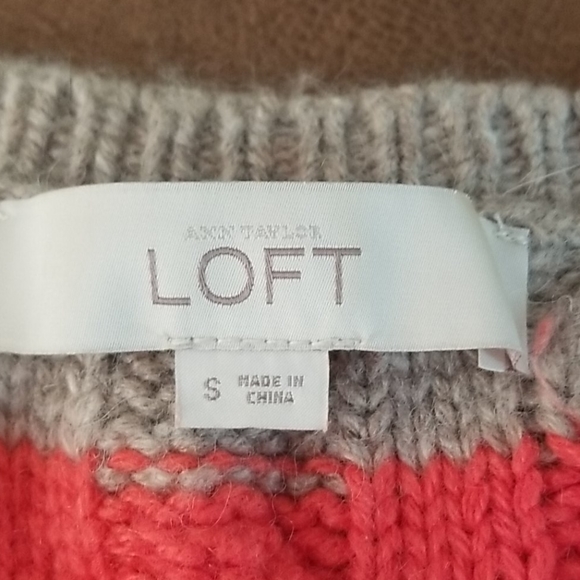 ANN TAYLOR
LOFT
S MADE IN
CHINA